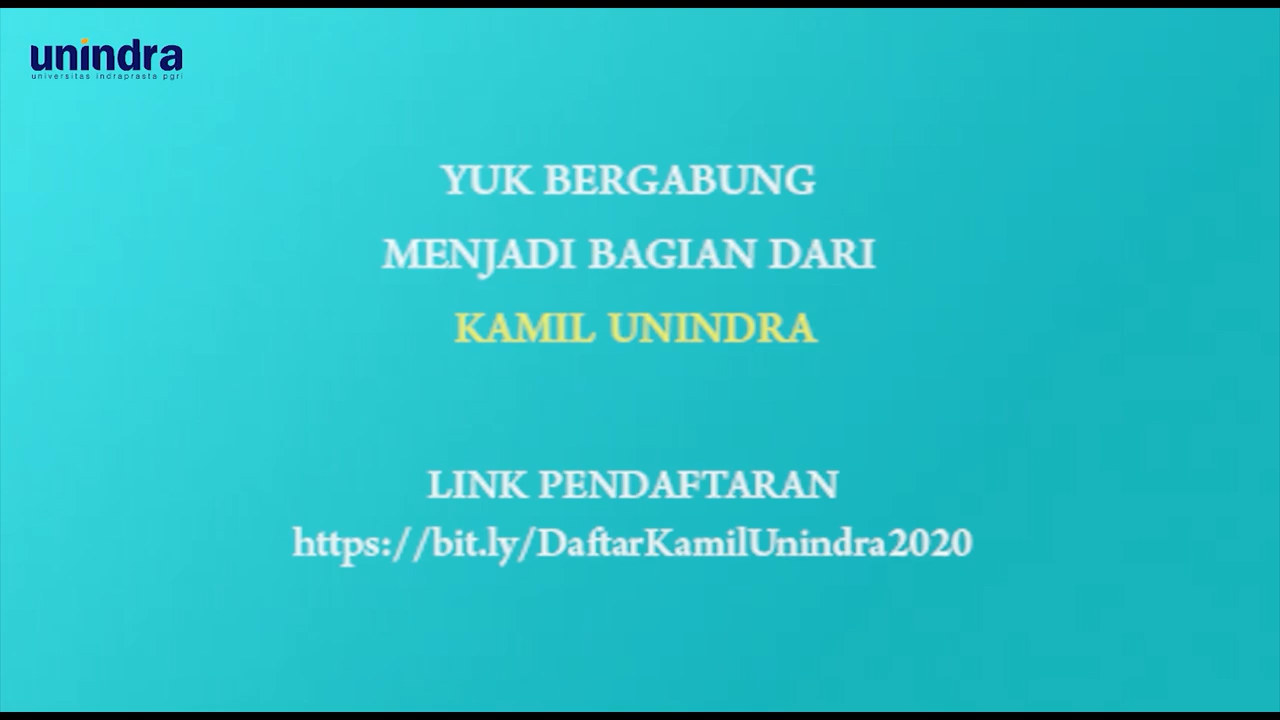 unindra
universitas indraprasta pgri
YUK BERGABUNG
MENJADI BAGIAN DARI
KAMIL UNINDRA
LINK PENDAFTARAN
https://bit.ly/DaftarKamilUnindra2020